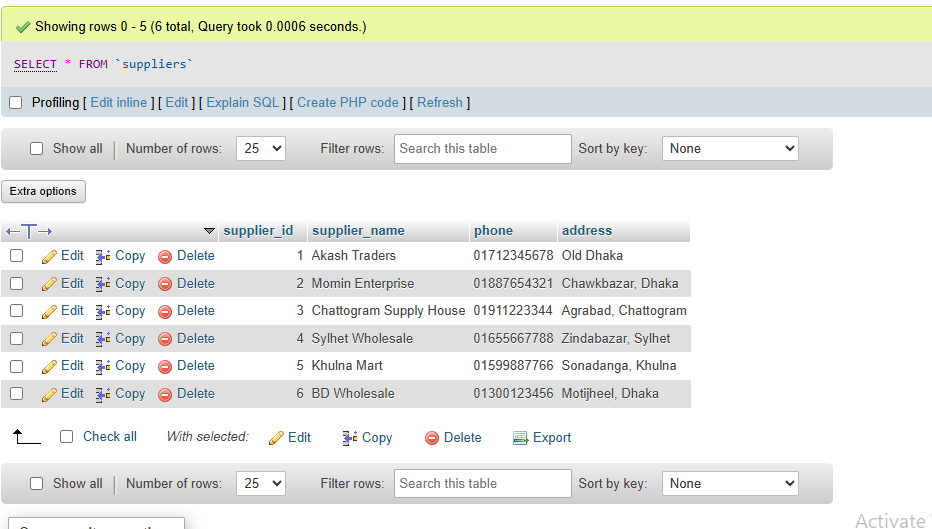 Showing rows 0 - 5 (6 total, Query took 0.0006 seconds.)
SELECT * FROM `suppliers`
Profiling [ Edit inline ] [ Edit ] [ Explain SQL ] [ Create PHP code ] [ Refresh ]
Show all | Number of rows: 25 Filter rows: Search this table Sort by key: None
Extra options
←T→ supplier_id supplier_name phone address
Edit Copy Delete 1 Akash Traders 01712345678 Old Dhaka
Edit Copy Delete 2 Momin Enterprise 01887654321 Chawkbazar, Dhaka
Edit Copy Delete 3 Chattogram Supply House 01911223344 Agrabad, Chattogram
Edit Copy Delete 4 Sylhet Wholesale 01655667788 Zindabazar, Sylhet
Edit Copy Delete 5 Khulna Mart 01599887766 Sonadanga, Khulna
Edit Copy Delete 6 BD Wholesale 01300123456 Motijheel, Dhaka
Check all With selected: Edit Copy Delete Export
Show all | Number of rows: 25 Filter rows: Search this table Sort by key: None
Activate